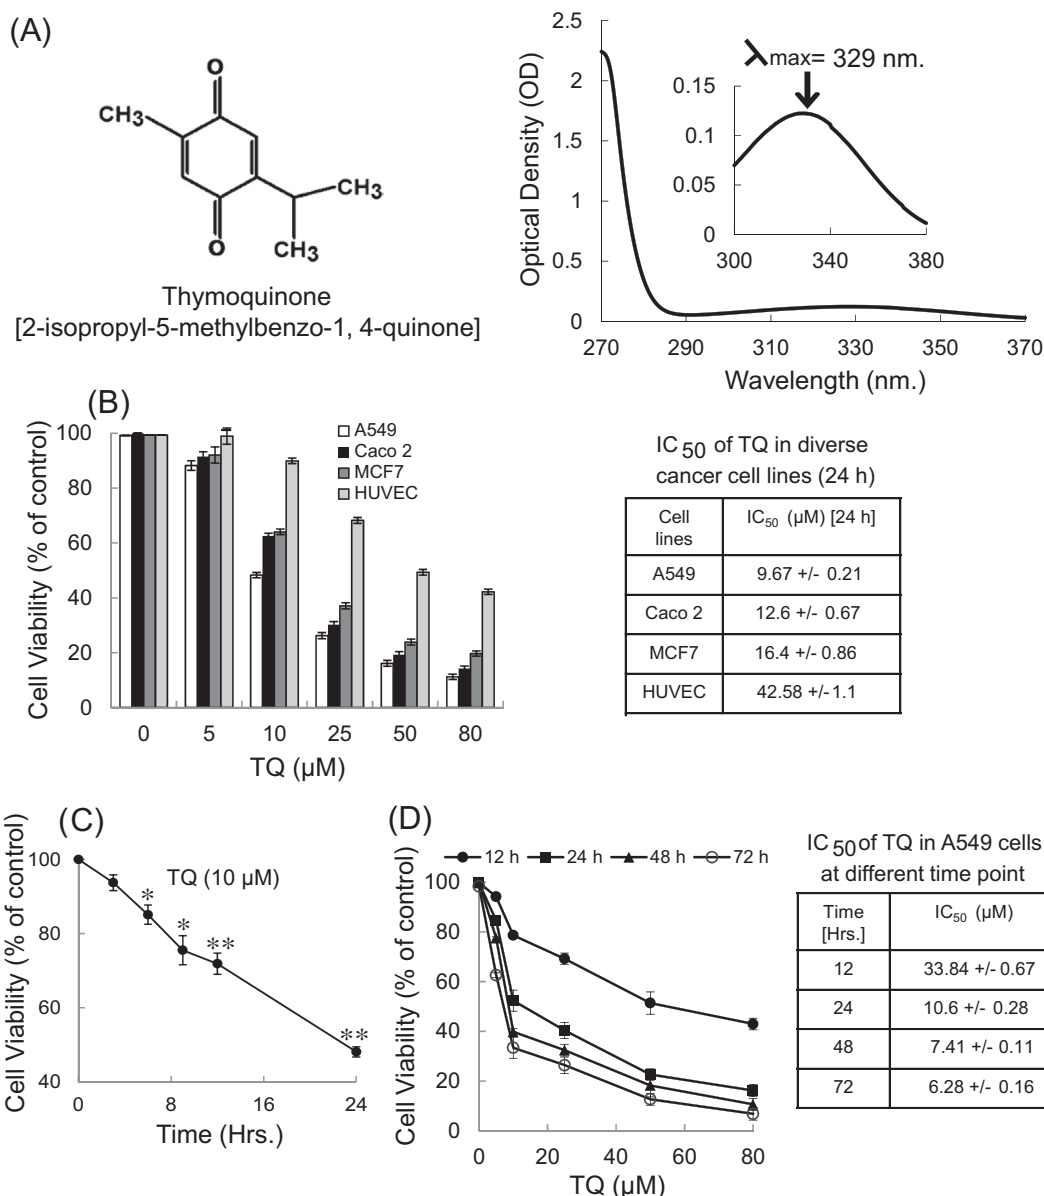 (A)
O
CH3
CH3
CH3
O
Thymoquinone
[2-isopropyl-5-methylbenzo-1, 4-quinone]
Optical Density (OD)
2.5
2
1.5
1
0.5
0
270 290 310 330 350 370
Wavelength (nm.)
λmax= 329 nm.
0.15
0.1
0.05
0
300 340 380
(B)
Cell Viability (% of control)
100
80
60
40
20
0
A549
Caco 2
MCF7
HUVEC
0 5 10 25 50 80
TQ (µM)
IC 50 of TQ in diverse
cancer cell lines (24 h)
Cell lines IC50 (µM) [24 h]
A549 9.67 +/- 0.21
Caco 2 12.6 +/- 0.67
MCF7 16.4 +/- 0.86
HUVEC 42.58 +/-1.1
(C)
Cell Viability (% of control)
100
80
60
40
TQ (10 µM)
*
*
**
**
0 8 16 24
Time (Hrs.)
(D)
12 h 24 h 48 h 72 h
Cell Viability (% of control)
100
80
60
40
20
0
0 20 40 60 80
TQ (µM)
IC 50 of TQ in A549 cells
at different time point
Time [Hrs.] IC50 (µM)
12 33.84 +/- 0.67
24 10.6 +/- 0.28
48 7.41 +/- 0.11
72 6.28 +/- 0.16